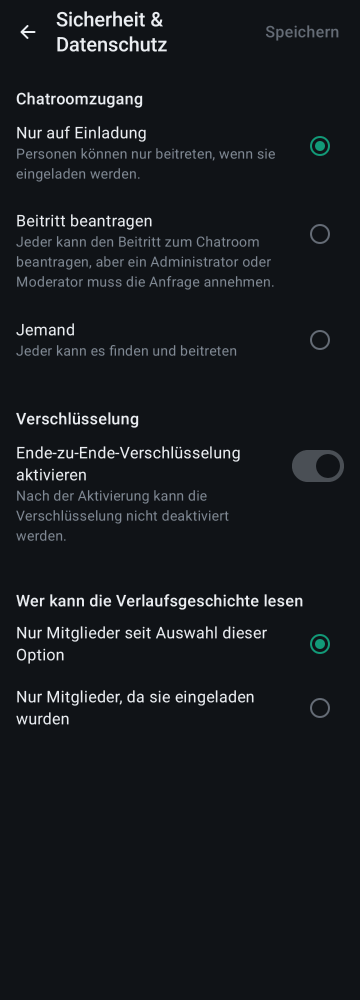 Sicherheit &
Datenschutz
Speichern
Chatroomzugang
Nur auf Einladung
Personen können nur beitreten, wenn sie
eingeladen werden.
Beitritt beantragen
Jeder kann den Beitritt zum Chatroom
beantragen, aber ein Administrator oder
Moderator muss die Anfrage annehmen.
Jemand
Jeder kann es finden und beitreten
Verschlüsselung
Ende-zu-Ende-Verschlüsselung
aktivieren
Nach der Aktivierung kann die
Verschlüsselung nicht deaktiviert
werden.
Wer kann die Verlaufsgeschichte lesen
Nur Mitglieder seit Auswahl dieser
Option
Nur Mitglieder, da sie eingeladen
wurden